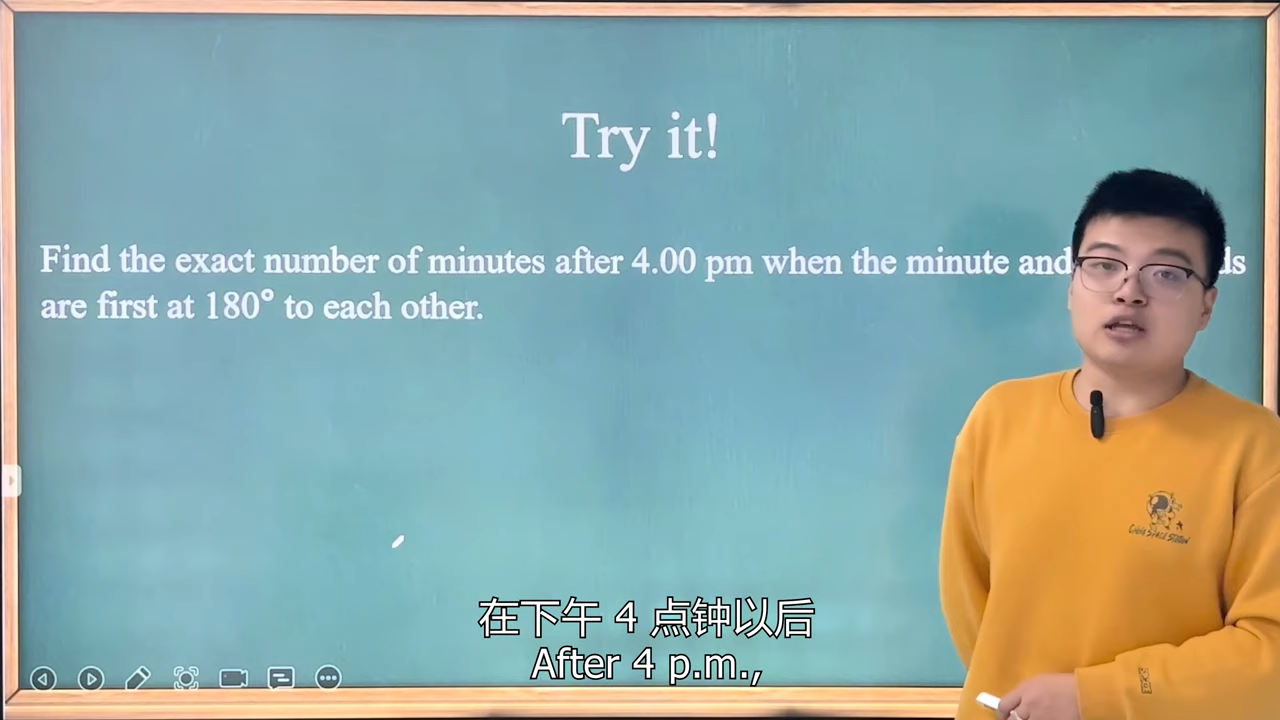 Try it!
Find the exact number of minutes after 4.00 pm when the minute and ds
are first at 180° to each other.
在下午 4 点钟以后
After 4 p.m.,